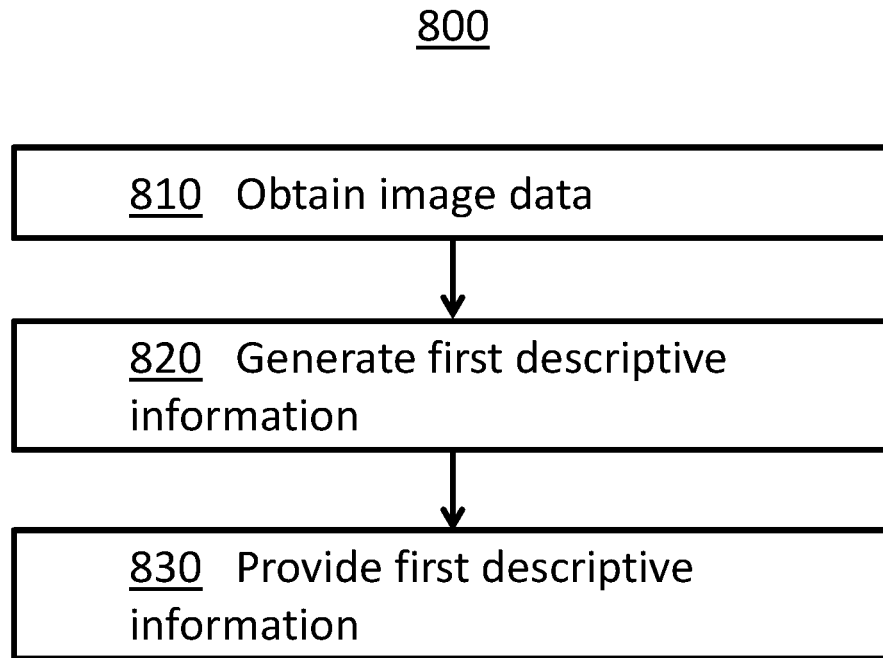 800
810 Obtain image data
820 Generate first descriptive
information
830 Provide first descriptive
information